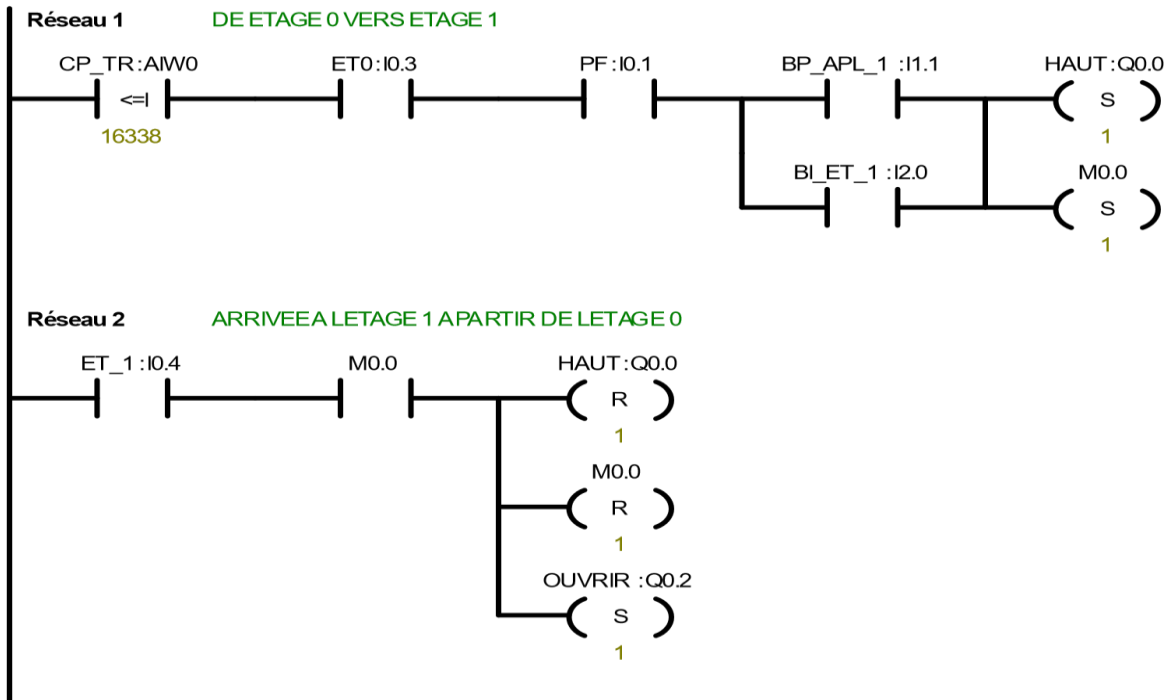 Réseau 1 DE ETAGE 0 VERS ETAGE 1
CP_TR:AIW0 ET0:I0.3 PF:I0.1 BP_APL_1 :I1.1 HAUT:Q0.0
<=I S
16338 1
BI_ET_1 :I2.0 M0.0
S
1
Réseau 2 ARRIVEE A LETAGE 1 A PARTIR DE LETAGE 0
ET_1:I0.4 M0.0 HAUT:Q0.0
R
1
M0.0
R
1
OUVRIR :Q0.2
S
1